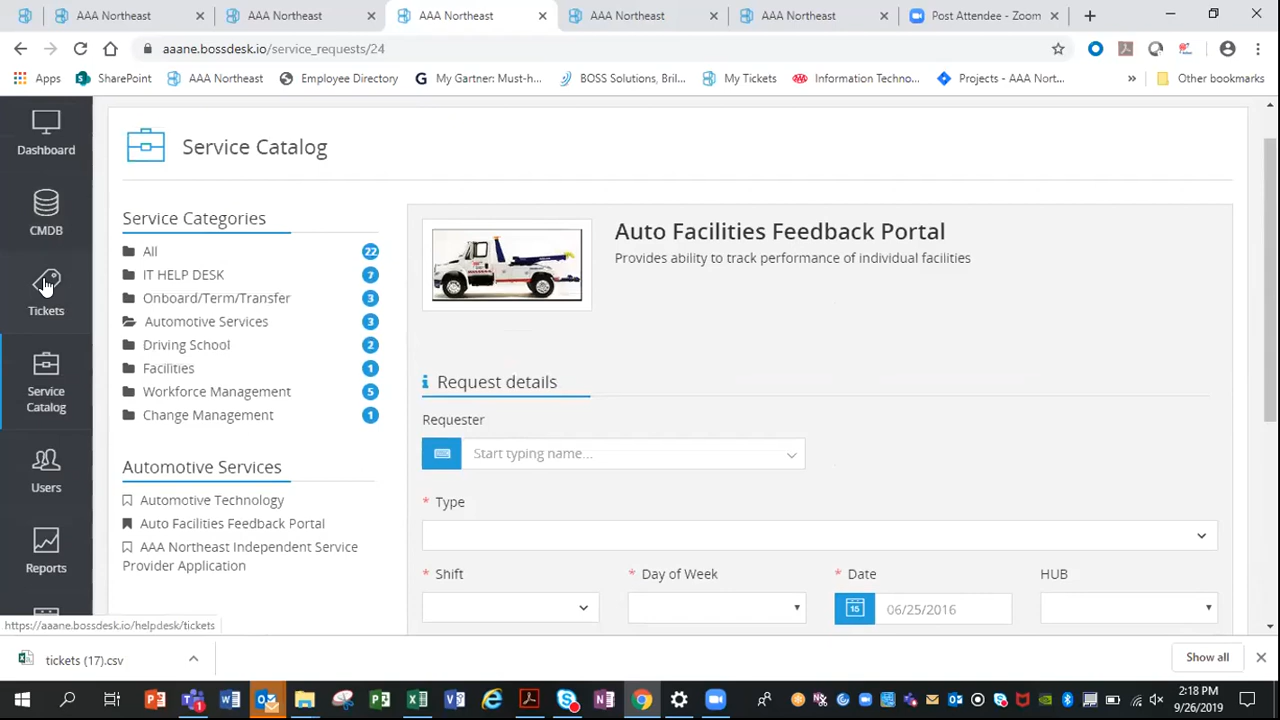 AAA Northeast
AAA Northeast
AAA Northeast
AAA Northeast
AAA Northeast
Post Attendee - Zoom
aaane.bossdesk.io/service_requests/24
Apps
SharePoint
AAA Northeast
Employee Directory
My Gartner: Must-h...
BOSS Solutions, Bril...
My Tickets
Information Techno...
Projects - AAA Nort...
»
Other bookmarks
Dashboard
CMDB
Tickets
Service
Catalog
Users
Reports
Service Catalog
Service Categories
All 22
IT HELP DESK 7
Onboard/Term/Transfer 3
Automotive Services 3
Driving School 2
Facilities 1
Workforce Management 5
Change Management 1
Automotive Services
Automotive Technology
Auto Facilities Feedback Portal
AAA Northeast Independent Service
Provider Application
Auto Facilities Feedback Portal
Provides ability to track performance of individual facilities
Request details
Requester
Start typing name...
* Type
* Shift
* Day of Week
* Date
HUB
15
06/25/2016
https://aaane.bossdesk.io/helpdesk/tickets
tickets (17).csv
Show all
2:18 PM
9/26/2019